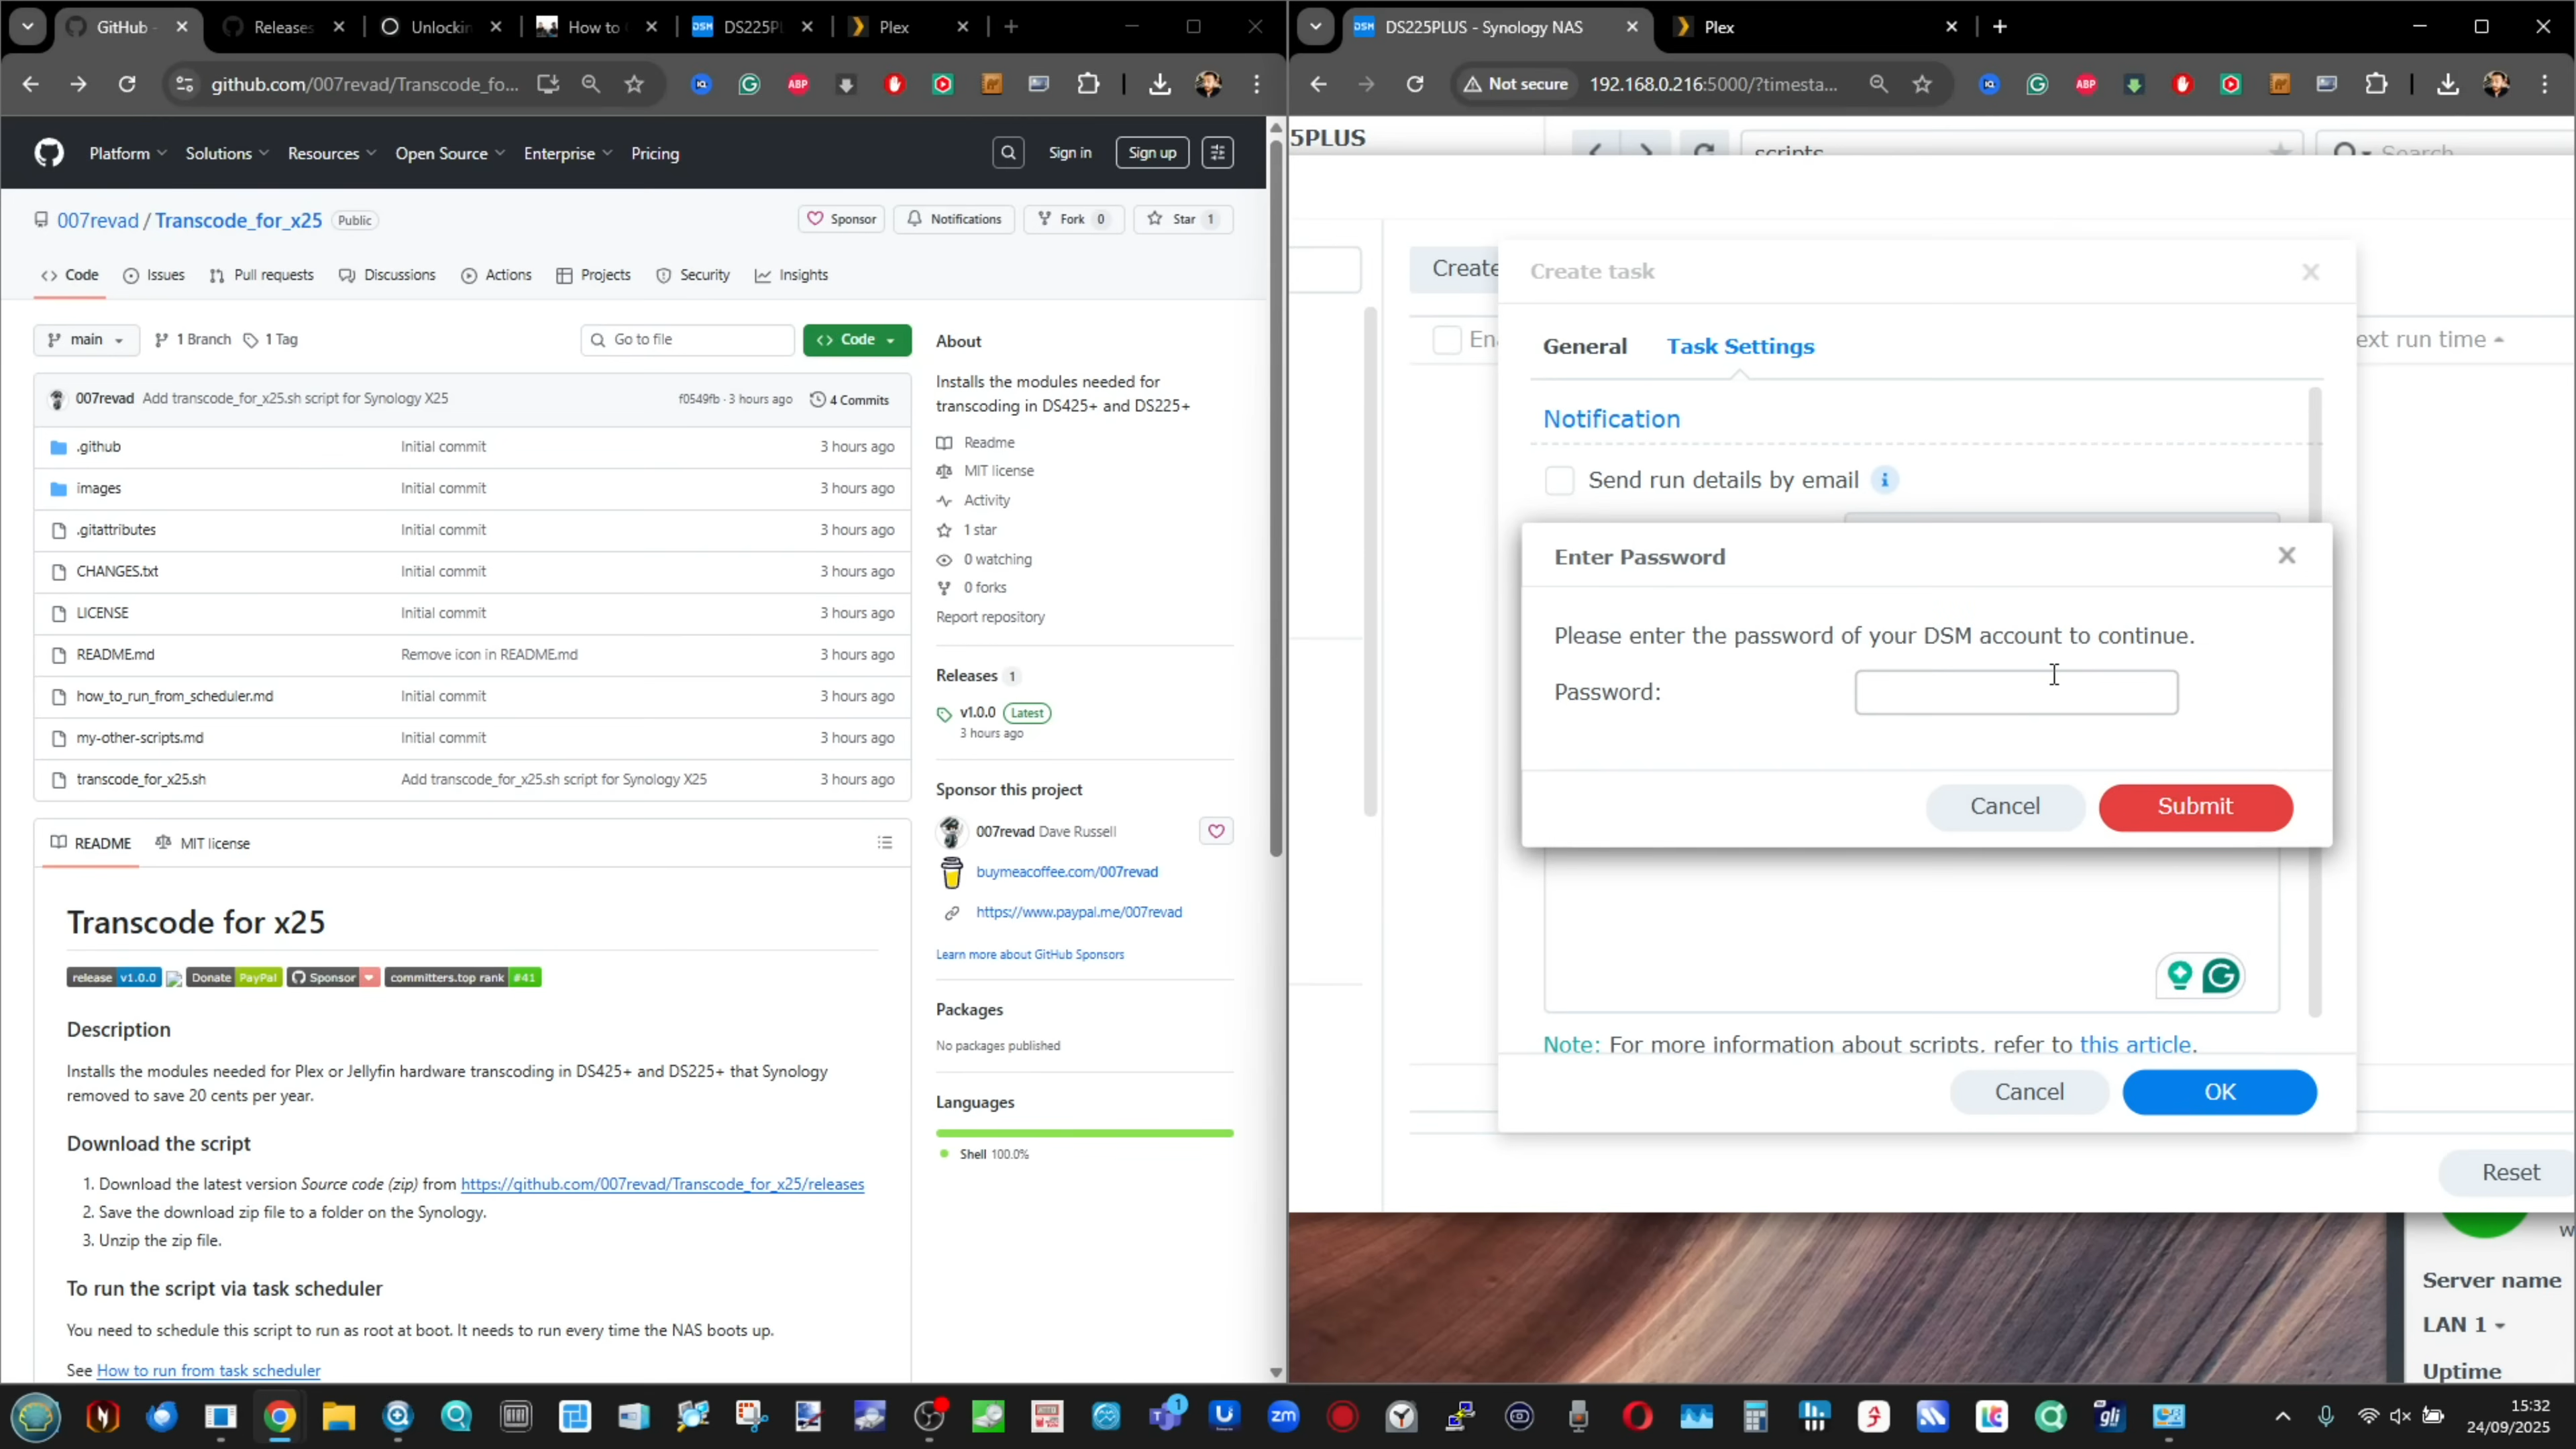 GitHub -
Releases
Unlockin
How to
DS225Pl
Plex
github.com/007revad/Transcode_fo...
ABP
Platform
Solutions
Resources
Open Source
Enterprise
Pricing
Sign in
Sign up
007revad / Transcode_for_x25
Public
Sponsor
Notifications
Fork 0
Star 1
Code
Issues
Pull requests
Discussions
Actions
Projects
Security
Insights
main
1 Branch
1 Tag
Go to file
Code
007revad Add transcode_for_x25.sh script for Synology X25
f0549fb · 3 hours ago
4 Commits
.github Initial commit 3 hours ago
images Initial commit 3 hours ago
.gitattributes Initial commit 3 hours ago
CHANGES.txt Initial commit 3 hours ago
LICENSE Initial commit 3 hours ago
README.md Remove icon in README.md 3 hours ago
how_to_run_from_scheduler.md Initial commit 3 hours ago
my-other-scripts.md Initial commit 3 hours ago
transcode_for_x25.sh Add transcode_for_x25.sh script for Synology X25 3 hours ago
README
MIT license
Transcode for x25
release v1.0.0
Donate PayPal
Sponsor
committers.top rank #41
Description
Installs the modules needed for Plex or Jellyfin hardware transcoding in DS425+ and DS225+ that Synology
removed to save 20 cents per year.
Download the script
1. Download the latest version Source code (zip) from https://github.com/007revad/Transcode_for_x25/releases
2. Save the download zip file to a folder on the Synology.
3. Unzip the zip file.
To run the script via task scheduler
You need to schedule this script to run as root at boot. It needs to run every time the NAS boots up.
See How to run from task scheduler
About
Installs the modules needed for
transcoding in DS425+ and DS225+
Readme
MIT license
Activity
1 star
0 watching
0 forks
Report repository
Releases 1
v1.0.0 Latest
3 hours ago
Sponsor this project
007revad Dave Russell
buymeacoffee.com/007revad
https://www.paypal.me/007revad
Learn more about GitHub Sponsors
Packages
No packages published
Languages
Shell 100.0%
DSM
DS225PLUS - Synology NAS
Plex
Not secure
192.168.0.216:5000/?timesta...
ABP
5PLUS
scripts
Search
Create
Ena
ext run time
Create task
General
Task Settings
Notification
Send run details by email
Enter Password
Please enter the password of your DSM account to continue.
Password:
Cancel
Submit
Note: For more information about scripts, refer to this article.
Cancel
OK
Reset
Server name
LAN 1
Uptime
zm
gli
15:32
24/09/2025